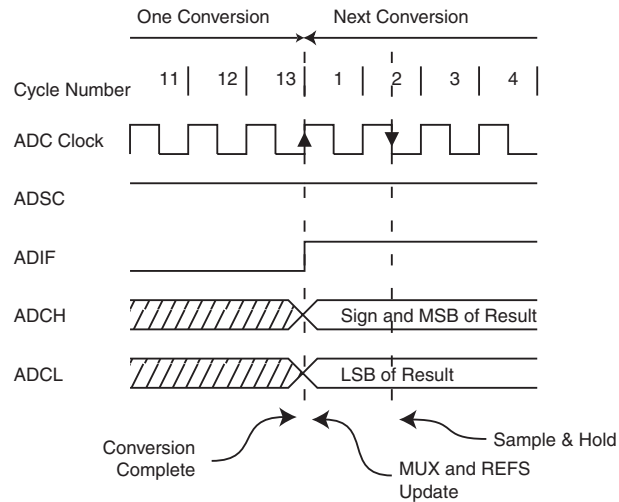 One Conversion Next Conversion
Cycle Number 11 12 13 1 2 3 4
ADC Clock
ADSC
ADIF
ADCH Sign and MSB of Result
ADCL LSB of Result
Conversion
Complete
MUX and REFS
Update
Sample & Hold